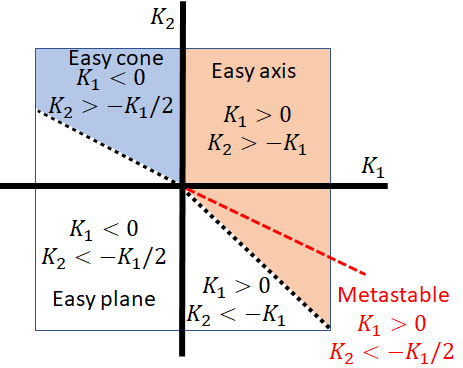 K₂
Easy cone
K₁ < 0
K₂ > −K₁/2
Easy axis
K₁ > 0
K₂ > −K₁
K₁
K₁ < 0
K₂ < −K₁/2
Easy plane
K₁ > 0
K₂ < −K₁
Metastable
K₁ > 0
K₂ < −K₁/2